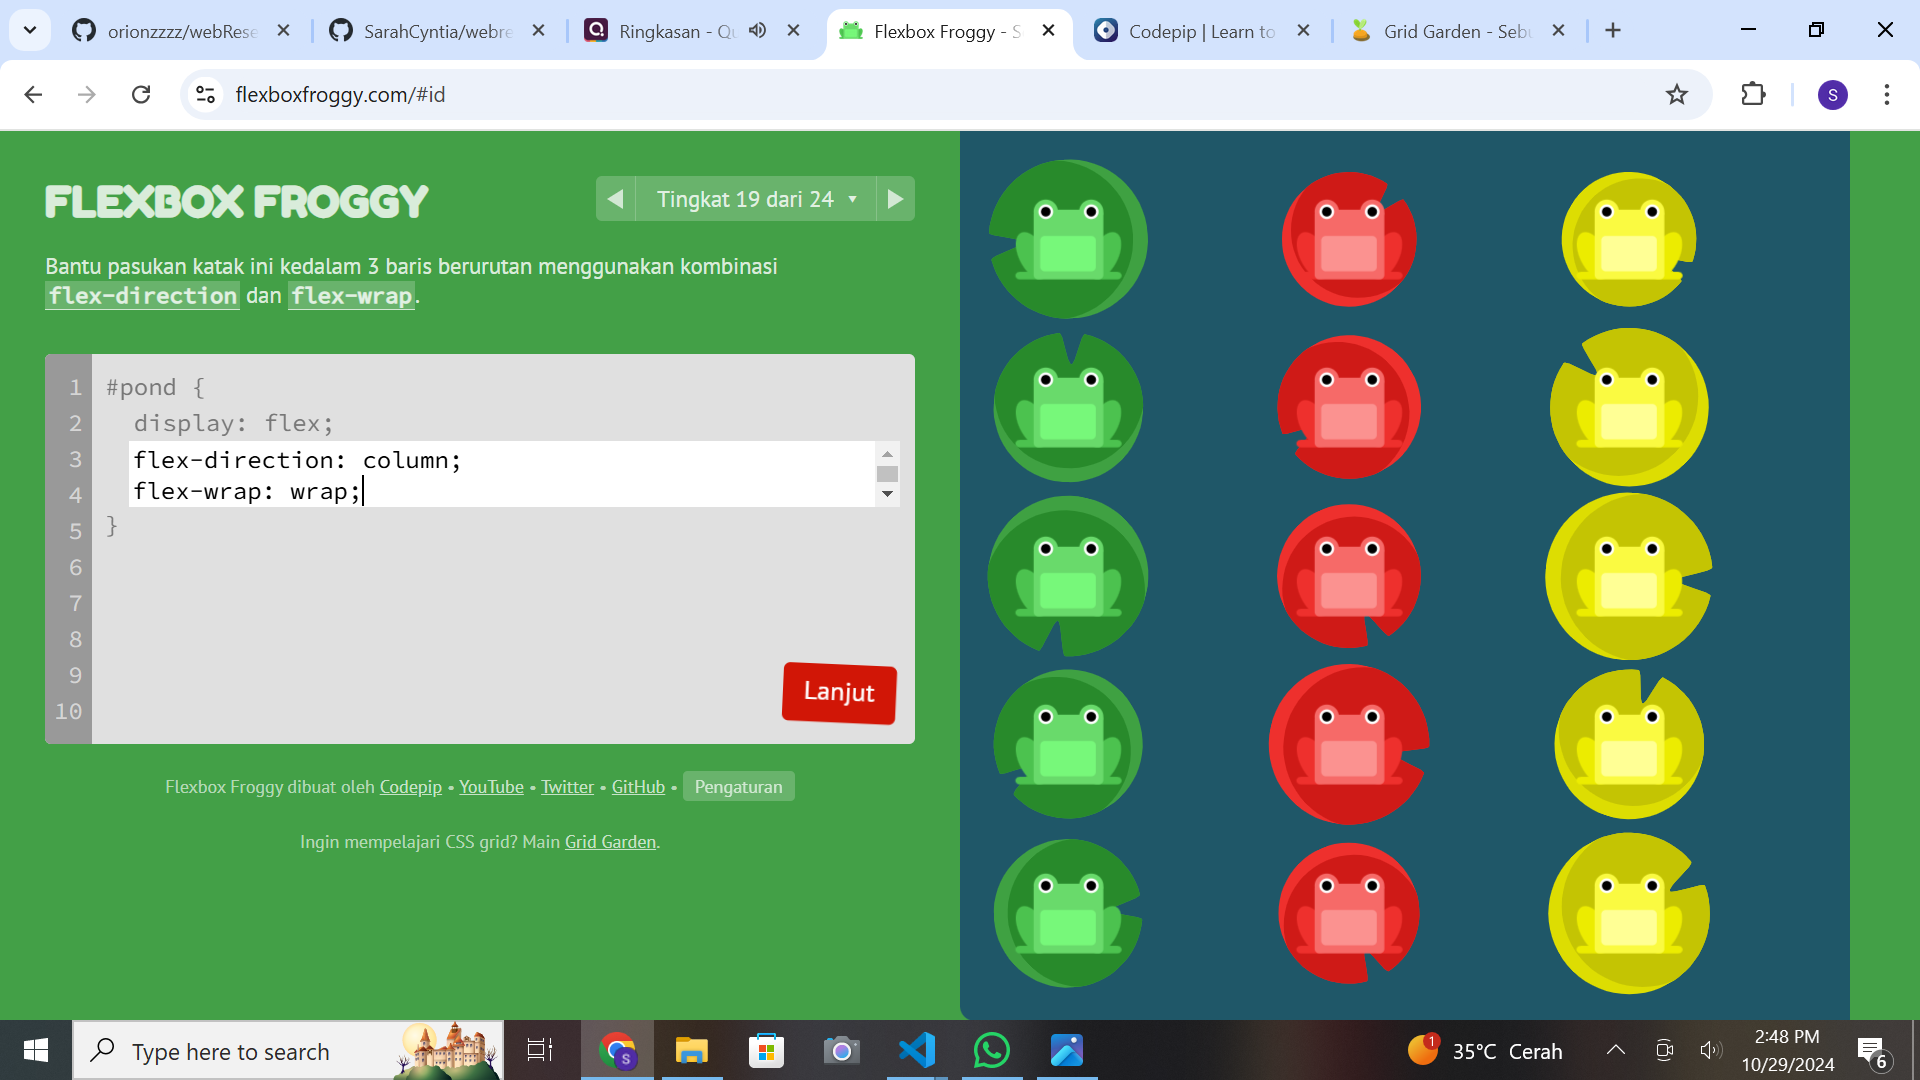 orionzzzz/webRese
SarahCyntia/webre
Ringkasan - Qu
Flexbox Froggy - S
Codepip | Learn to
Grid Garden - Sebu
flexboxfroggy.com/#id
S
FLEXBOX FROGGY
Tingkat 19 dari 24
Bantu pasukan katak ini kedalam 3 baris berurutan menggunakan kombinasi
flex-direction dan flex-wrap.
1 #pond {
2 display: flex;
3 flex-direction: column;
4 flex-wrap: wrap;
5 }
6
7
8
9
10
Lanjut
Flexbox Froggy dibuat oleh Codepip • YouTube • Twitter • GitHub • Pengaturan
Ingin mempelajari CSS grid? Main Grid Garden.
Type here to search
S
1
35°C Cerah
2:48 PM
10/29/2024
6